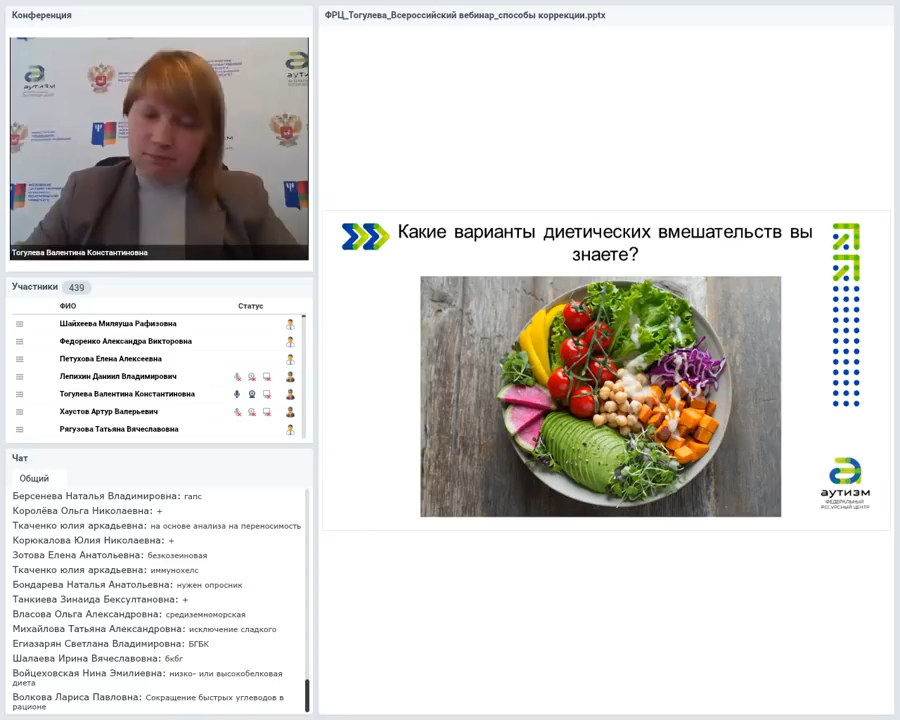 Конференция
Тогулева Валентина Константиновна
Участники 439
ФИО Статус
Шайхеева Миляуша Рафизовна
Федоренко Александра Викторовна
Петухова Елена Алексеевна
Лепихин Даниил Владимирович
Тогулева Валентина Константиновна
Хаустов Артур Валерьевич
Рягузова Татьяна Вячеславовна
Чат
Общий
Берсенева Наталья Владимировна: гапс
Королёва Ольга Николаевна: +
Ткаченко юлия аркадьевна: на основе анализа на переносимость
Корюкалова Юлия Николаевна: +
Зотова Елена Анатольевна: безкозеиновая
Ткаченко юлия аркадьевна: иммунохелс
Бондарева Наталья Анатольевна: нужен опросник
Танкиева Зинаида Бексултановна: +
Власова Ольга Александровна: средиземноморская
Михайлова Татьяна Александровна: исключение сладкого
Егиазарян Светлана Владимировна: БГБК
Шалаева Ирина Вячеславовна: бкбг
Войцеховская Нина Эмилиевна: низко- или высокобелковая
диета
Волкова Лариса Павловна: Сокращение быстрых углеводов в
рационе
ФРЦ_Тогулева_Всероссийский вебинар_способы коррекции.pptx
Какие варианты диетических вмешательств вы
знаете?
аутизм
ФЕДЕРАЛЬНЫЙ
РЕСУРСНЫЙ ЦЕНТР